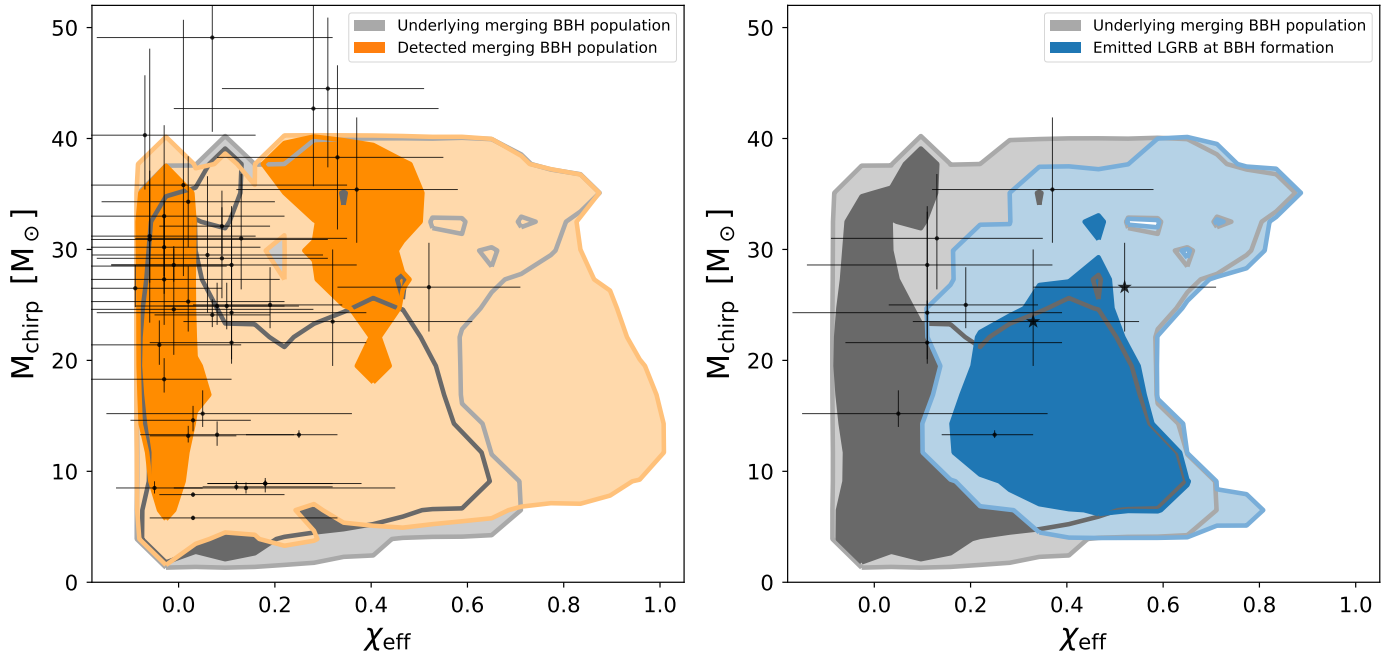 Underlying merging BBH population
Detected merging BBH population
50
40
30
20
10
0
M_chirp [M_⊙]
0.0 0.2 0.4 0.6 0.8 1.0
χ_eff
Underlying merging BBH population
Emitted LGRB at BBH formation
50
40
30
20
10
0
M_chirp [M_⊙]
0.0 0.2 0.4 0.6 0.8 1.0
χ_eff